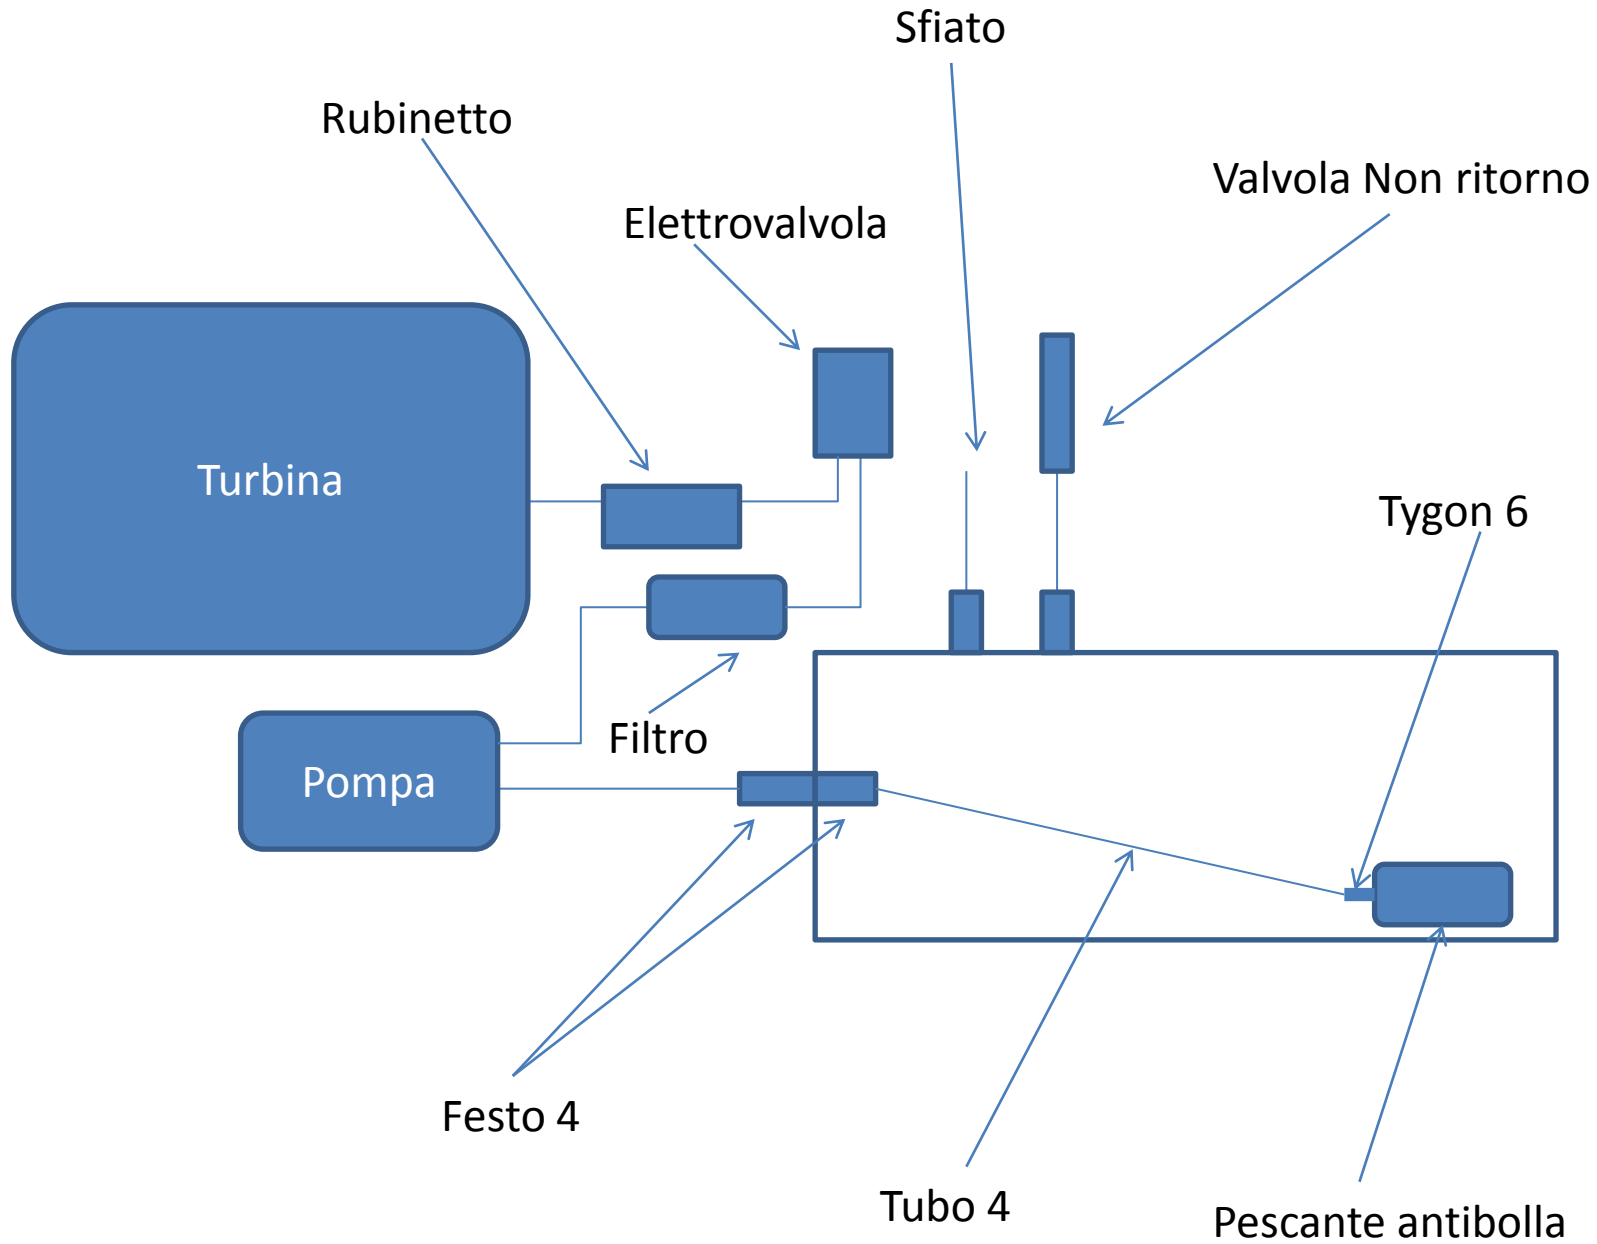 Sfiato
Rubinetto
Valvola Non ritorno
Elettrovalvola
Turbina
Tygon 6
Filtro
Pompa
Festo 4
Tubo 4
Pescante antibolla